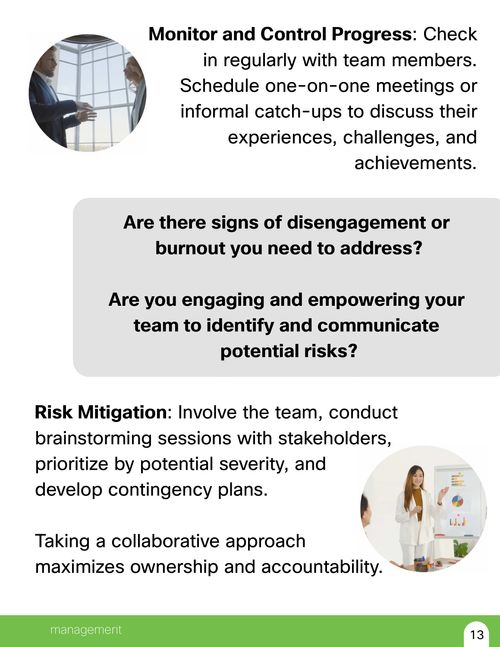 Monitor and Control Progress: Check
in regularly with team members.
Schedule one-on-one meetings or
informal catch-ups to discuss their
experiences, challenges, and
achievements.
Are there signs of disengagement or
burnout you need to address?
Are you engaging and empowering your
team to identify and communicate
potential risks?
Risk Mitigation: Involve the team, conduct
brainstorming sessions with stakeholders,
prioritize by potential severity, and
develop contingency plans.
Taking a collaborative approach
maximizes ownership and accountability.
management
13